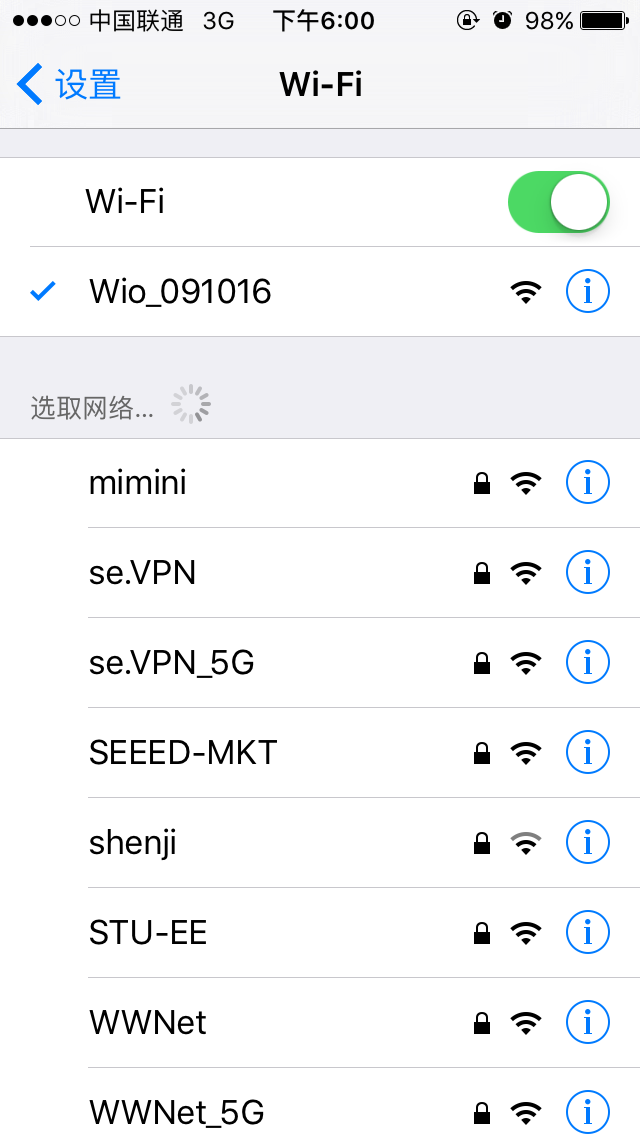 中国联通 3G 下午6:00 98%
设置 Wi-Fi
Wi-Fi
Wio_091016
选取网络...
mimini
se.VPN
se.VPN_5G
SEEED-MKT
shenji
STU-EE
WWNet
WWNet_5G